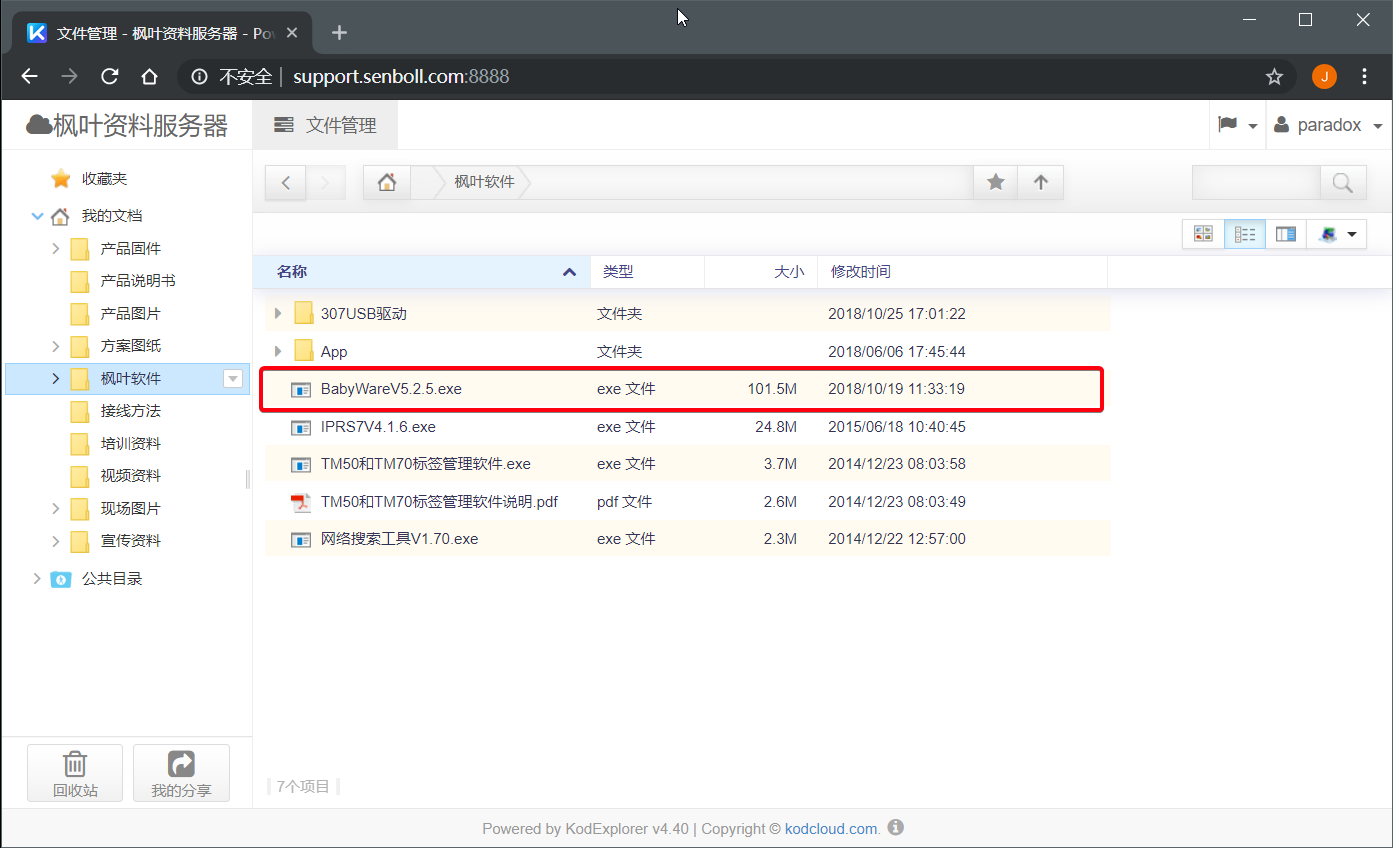 文件管理 - 枫叶资料服务器 - Po
不安全 | support.senboll.com:8888
J
枫叶资料服务器
文件管理
paradox
收藏夹
我的文档
产品固件
产品说明书
产品图片
方案图纸
枫叶软件
接线方法
培训资料
视频资料
现场图片
宣传资料
公共目录
回收站
我的分享
枫叶软件
名称 类型 大小 修改时间
307USB驱动 文件夹 2018/10/25 17:01:22
App 文件夹 2018/06/06 17:45:44
BabyWareV5.2.5.exe exe 文件 101.5M 2018/10/19 11:33:19
IPRS7V4.1.6.exe exe 文件 24.8M 2015/06/18 10:40:45
TM50和TM70标签管理软件.exe exe 文件 3.7M 2014/12/23 08:03:58
TM50和TM70标签管理软件说明.pdf pdf 文件 2.6M 2014/12/23 08:03:49
网络搜索工具V1.70.exe exe 文件 2.3M 2014/12/22 12:57:00
7个项目
Powered by KodExplorer v4.40 | Copyright © kodcloud.com.